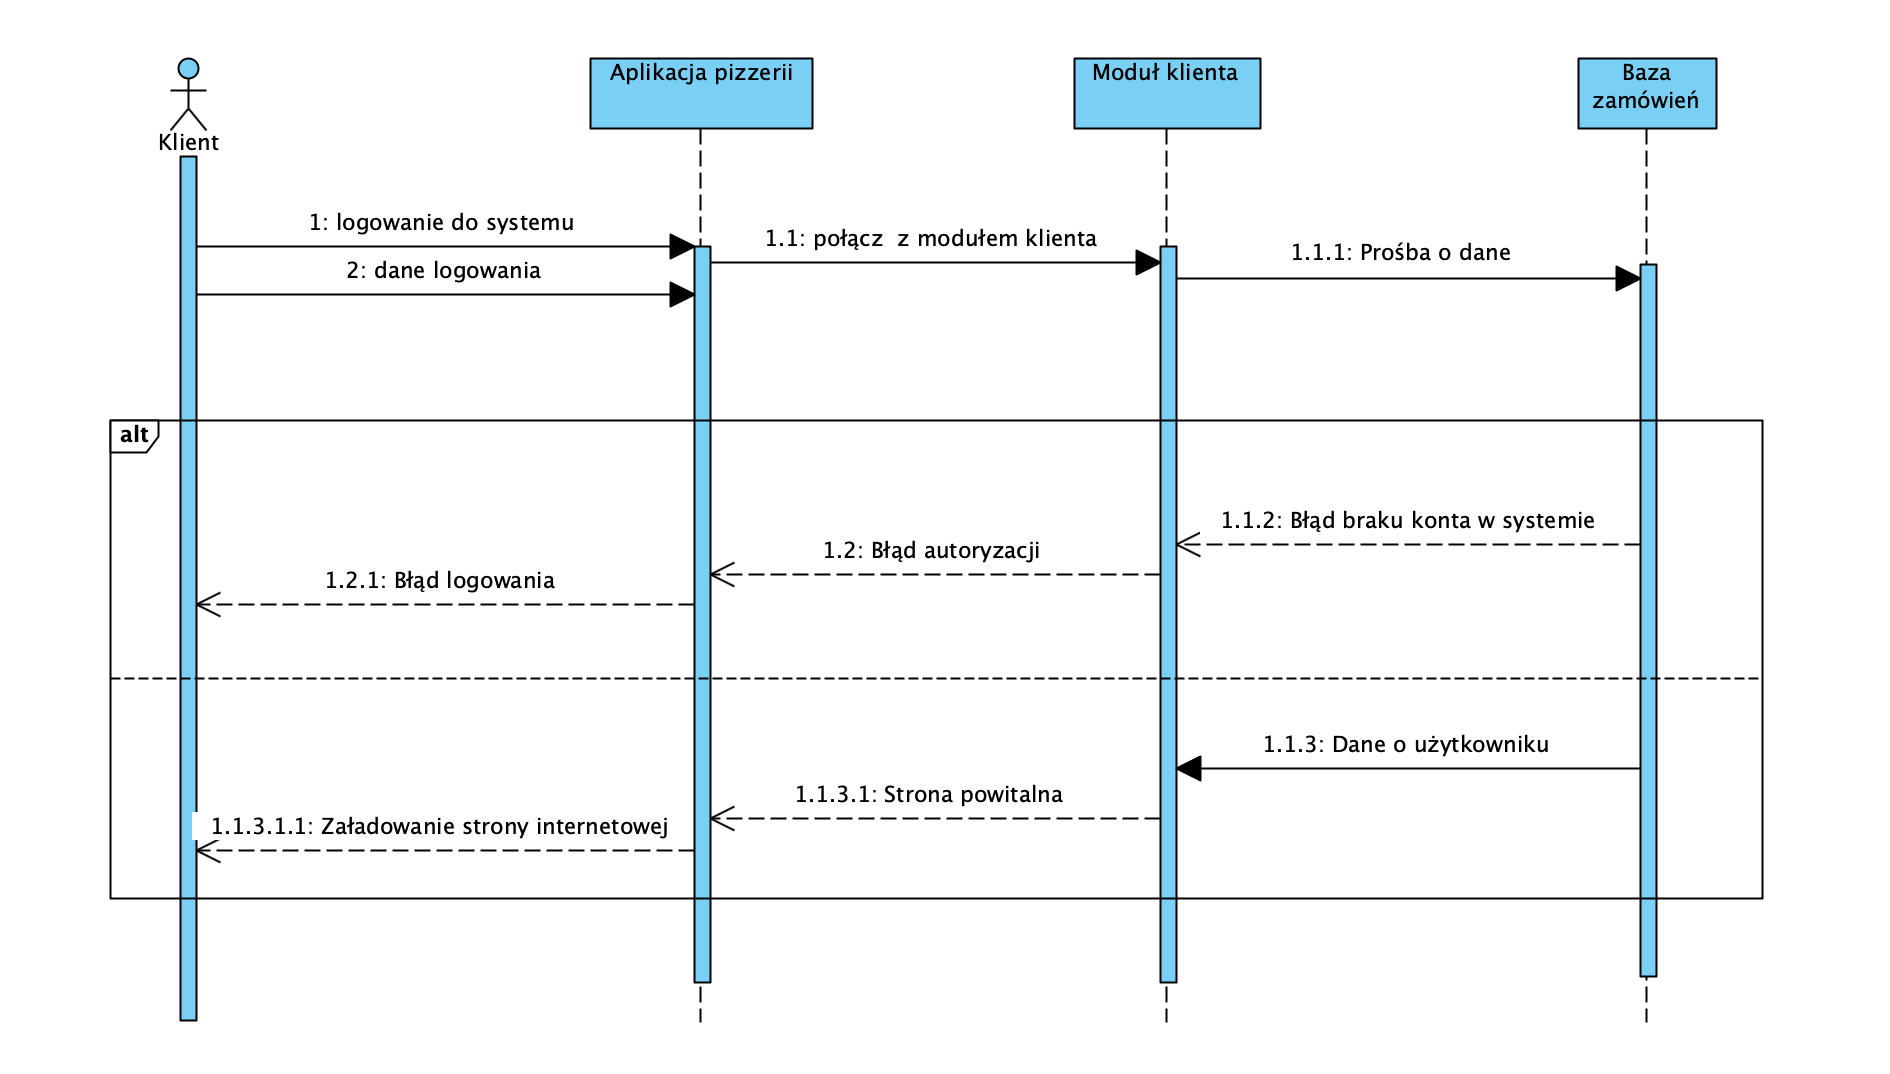 Klient
Aplikacja pizzerii
Moduł klienta
Baza
zamówień
1: logowanie do systemu
1.1: połącz  z modułem klienta
1.1.1: Prośba o dane
2: dane logowania
alt
1.1.2: Błąd braku konta w systemie
1.2: Błąd autoryzacji
1.2.1: Błąd logowania
1.1.3: Dane o użytkowniku
1.1.3.1: Strona powitalna
1.1.3.1.1: Załadowanie strony internetowej